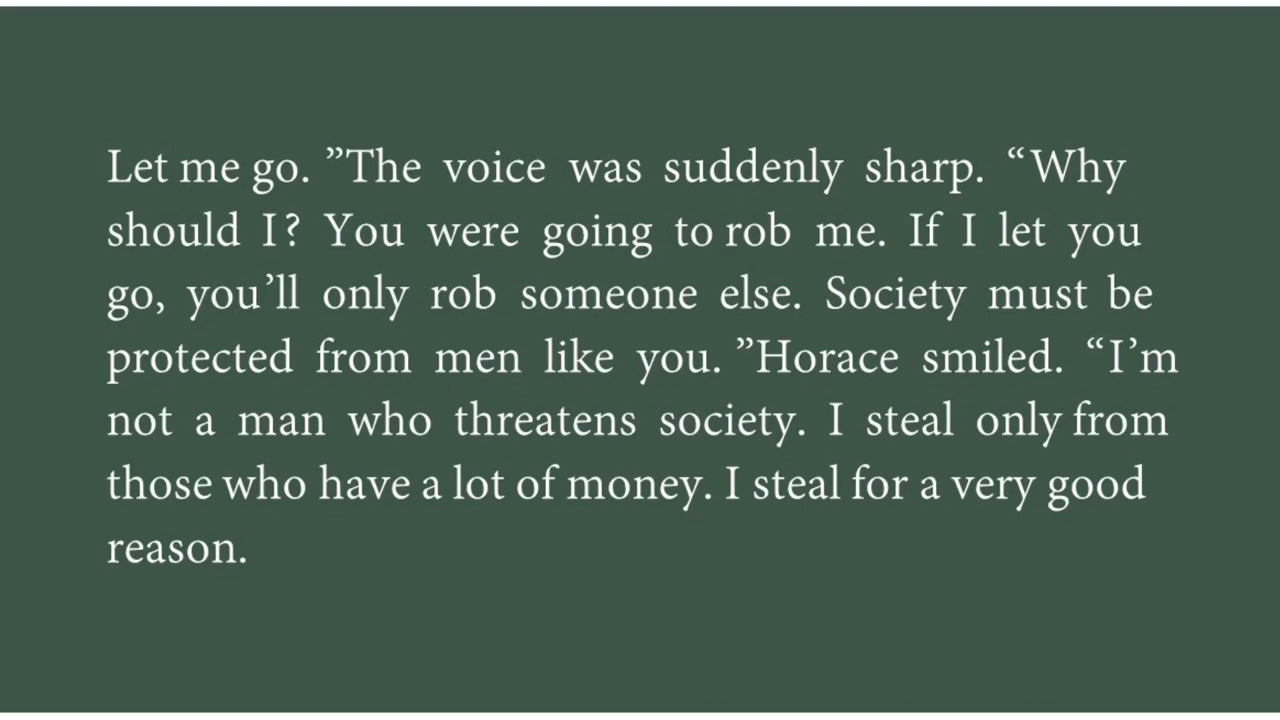 Let me go. ”The voice was suddenly sharp. “Why
should I? You were going to rob me. If I let you
go, you’ll only rob someone else. Society must be
protected from men like you. ”Horace smiled. “I’m
not a man who threatens society. I steal only from
those who have a lot of money. I steal for a very good
reason.